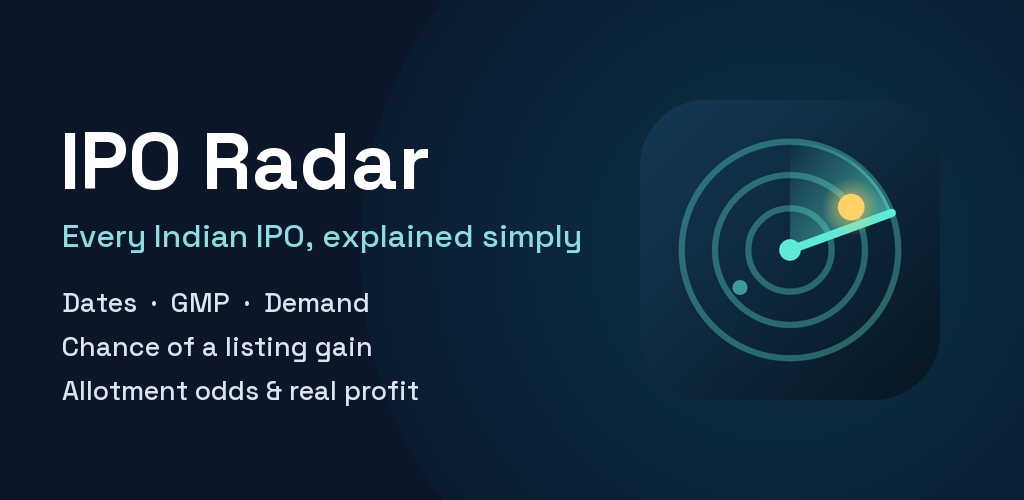 IPO Radar
Every Indian IPO, explained simply
Dates · GMP · Demand
Chance of a listing gain
Allotment odds & real profit